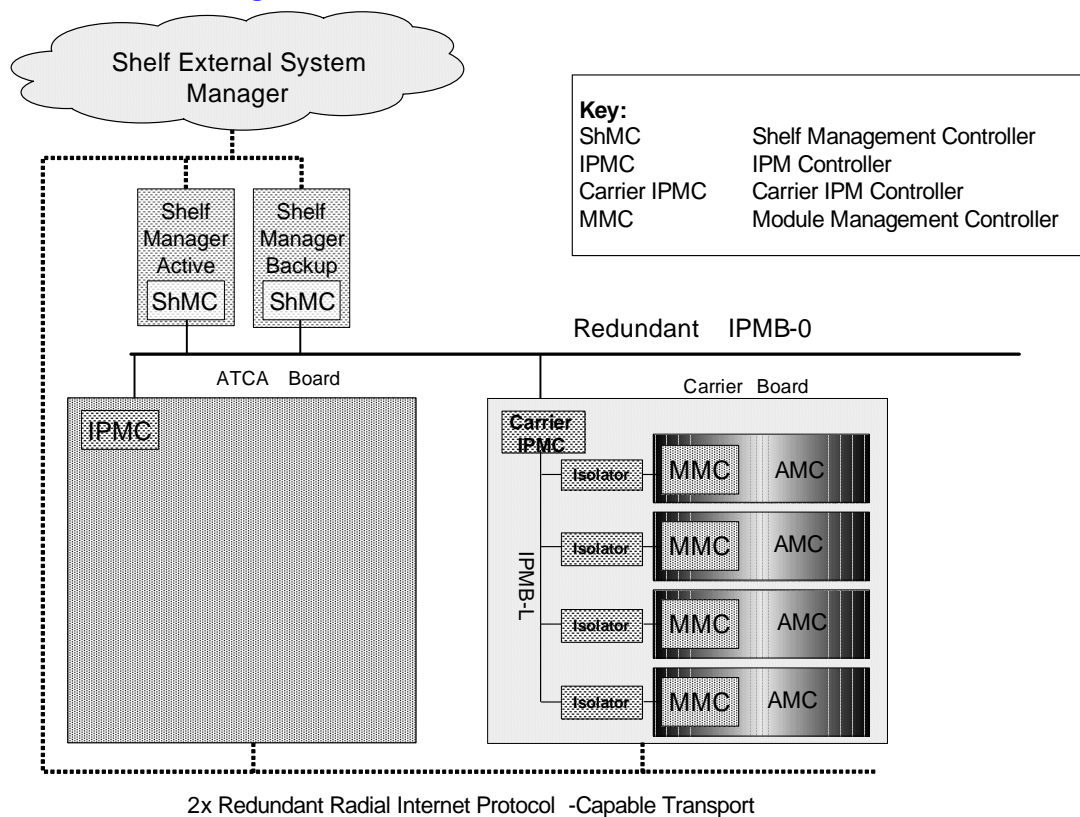 Shelf External System
Manager
Key:
ShMC Shelf Management Controller
IPMC IPM Controller
Carrier IPMC Carrier IPM Controller
MMC Module Management Controller
Shelf
Manager
Active
ShMC
Shelf
Manager
Backup
ShMC
Redundant IPMB-0
ATCA Board
Carrier Board
IPMC
Carrier
IPMC
Isolator
MMC AMC
Isolator
MMC AMC
IPMB-L
Isolator
MMC AMC
Isolator
MMC AMC
2x Redundant Radial Internet Protocol -Capable Transport